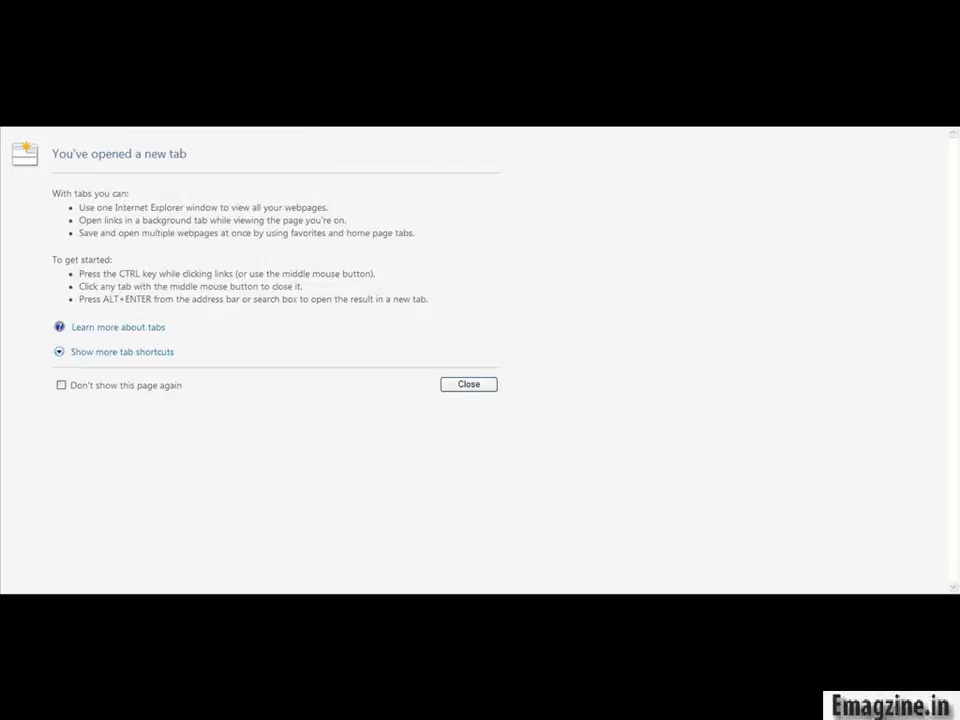 You've opened a new tab
With tabs you can:
Use one Internet Explorer window to view all your webpages.
Open links in a background tab while viewing the page you're on.
Save and open multiple webpages at once by using favorites and home page tabs.
To get started:
Press the CTRL key while clicking links (or use the middle mouse button).
Click any tab with the middle mouse button to close it.
Press ALT+ENTER from the address bar or search box to open the result in a new tab.
Learn more about tabs
Show more tab shortcuts
Don't show this page again
Close
Emagzine.in